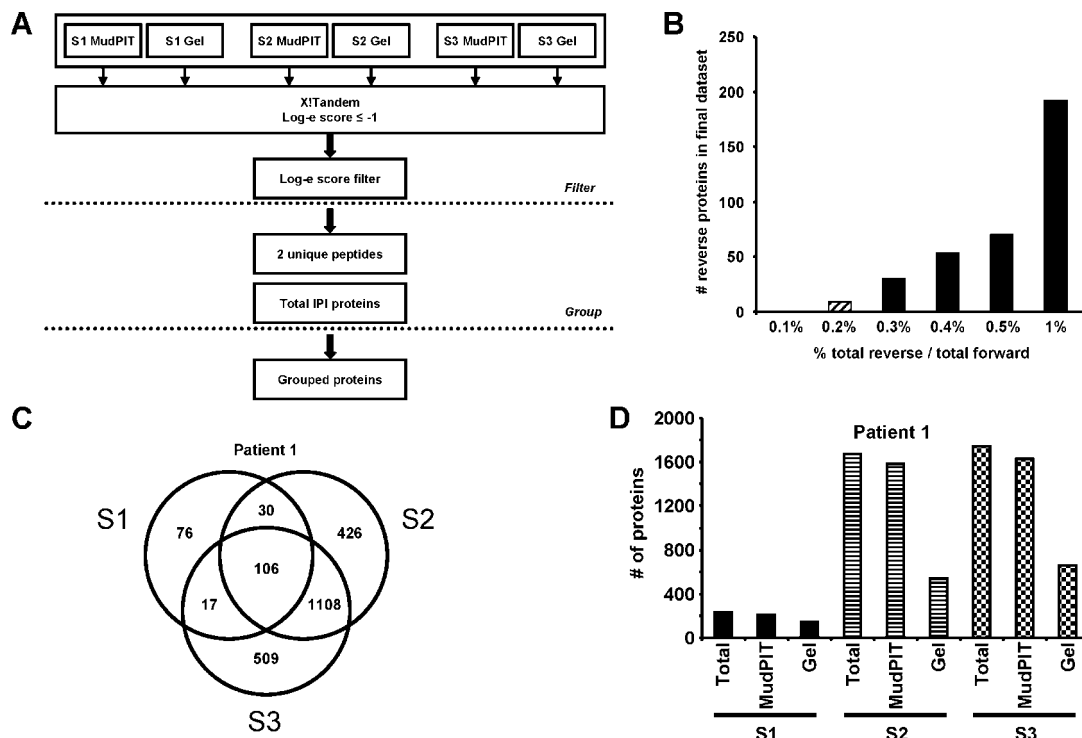 A
S1 MudPIT
S1 Gel
S2 MudPIT
S2 Gel
S3 MudPIT
S3 Gel
X!Tandem
Log-e score ≤ -1
Log-e score filter
Filter
2 unique peptides
Total IPI proteins
Group
Grouped proteins
B
# reverse proteins in final dataset
250
200
150
100
50
0
0.1%
0.2%
0.3%
0.4%
0.5%
1%
% total reverse / total forward
C
Patient 1
S1
S2
S3
76
30
426
106
17
1108
509
D
Patient 1
# of proteins
2000
1600
1200
800
400
0
Total
MudPIT
Gel
Total
MudPIT
Gel
Total
MudPIT
Gel
S1
S2
S3